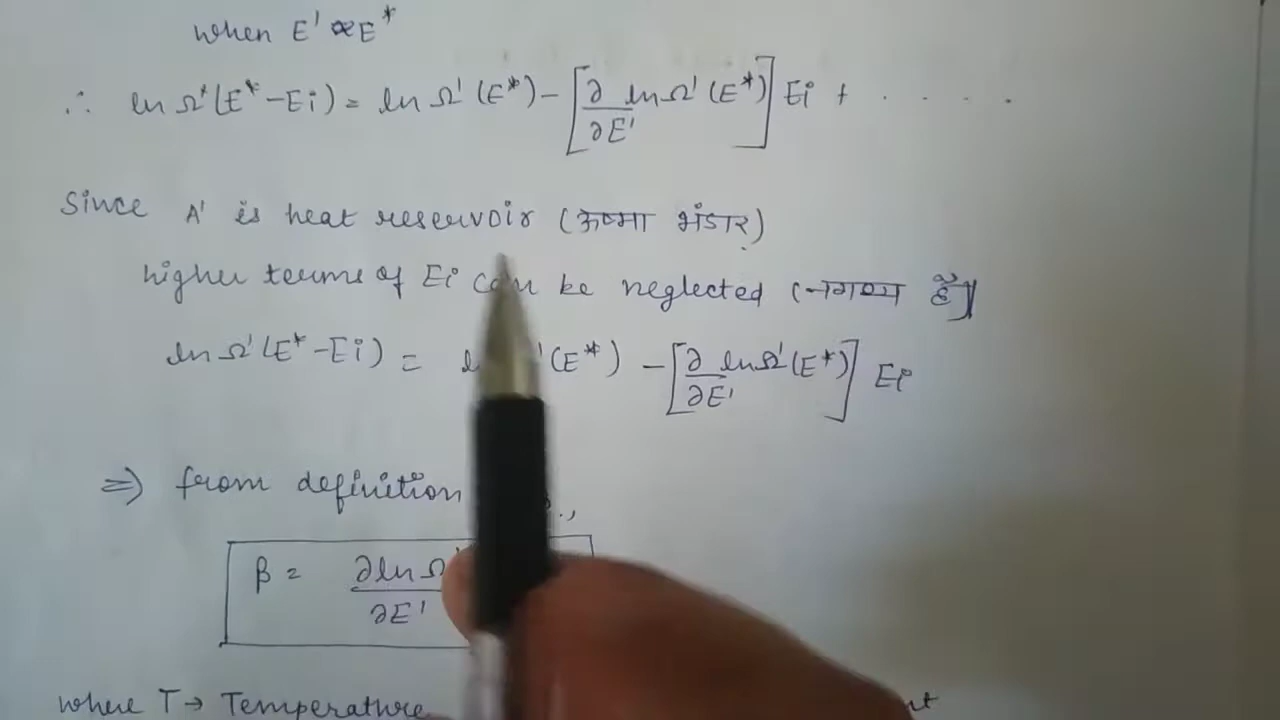 when E' ∝ E*
∴ ln Ω'(E*-Ei) = ln Ω'(E*) - [∂/∂E' ln Ω'(E*)] Ei + . . . . .
Since A' is heat reservoir (ऊष्मा भंडार)
higher terms of Ei can be neglected (नगण्य है)
ln Ω'(E*-Ei) = l '(E*) - [∂/∂E' ln Ω'(E*)] Ei
⇒ from definition
β = ∂ ln Ω'/∂E'
where T→ Temperature